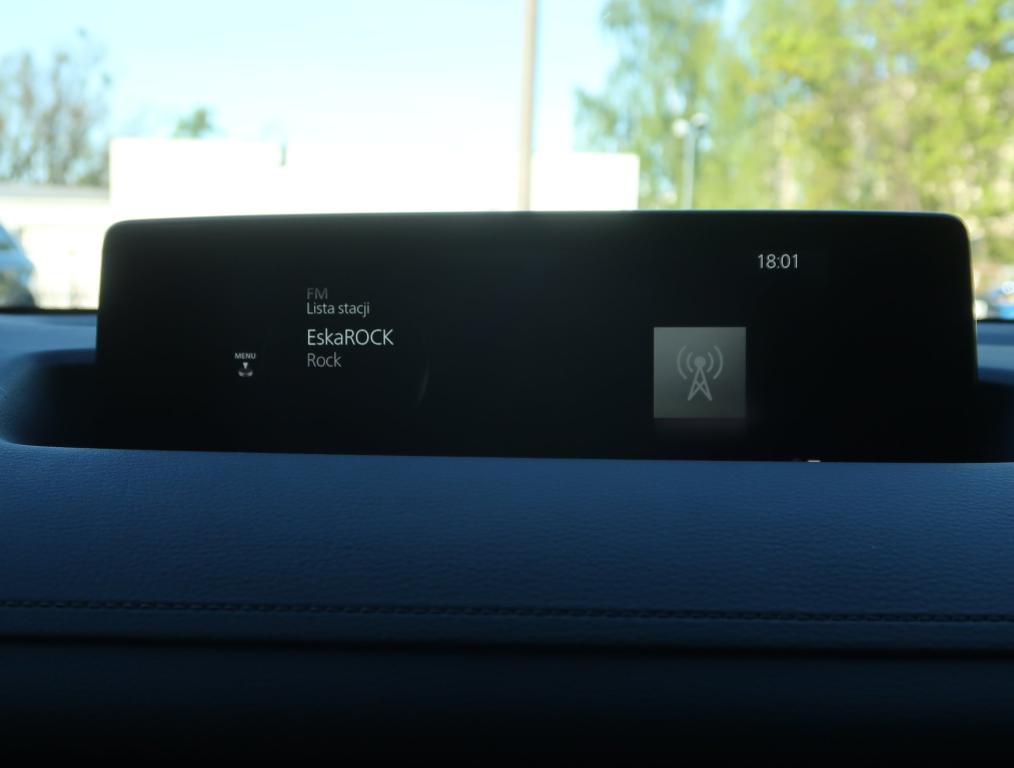 18:01
FM
Lista stacji
EskaROCK
MENU
Rock